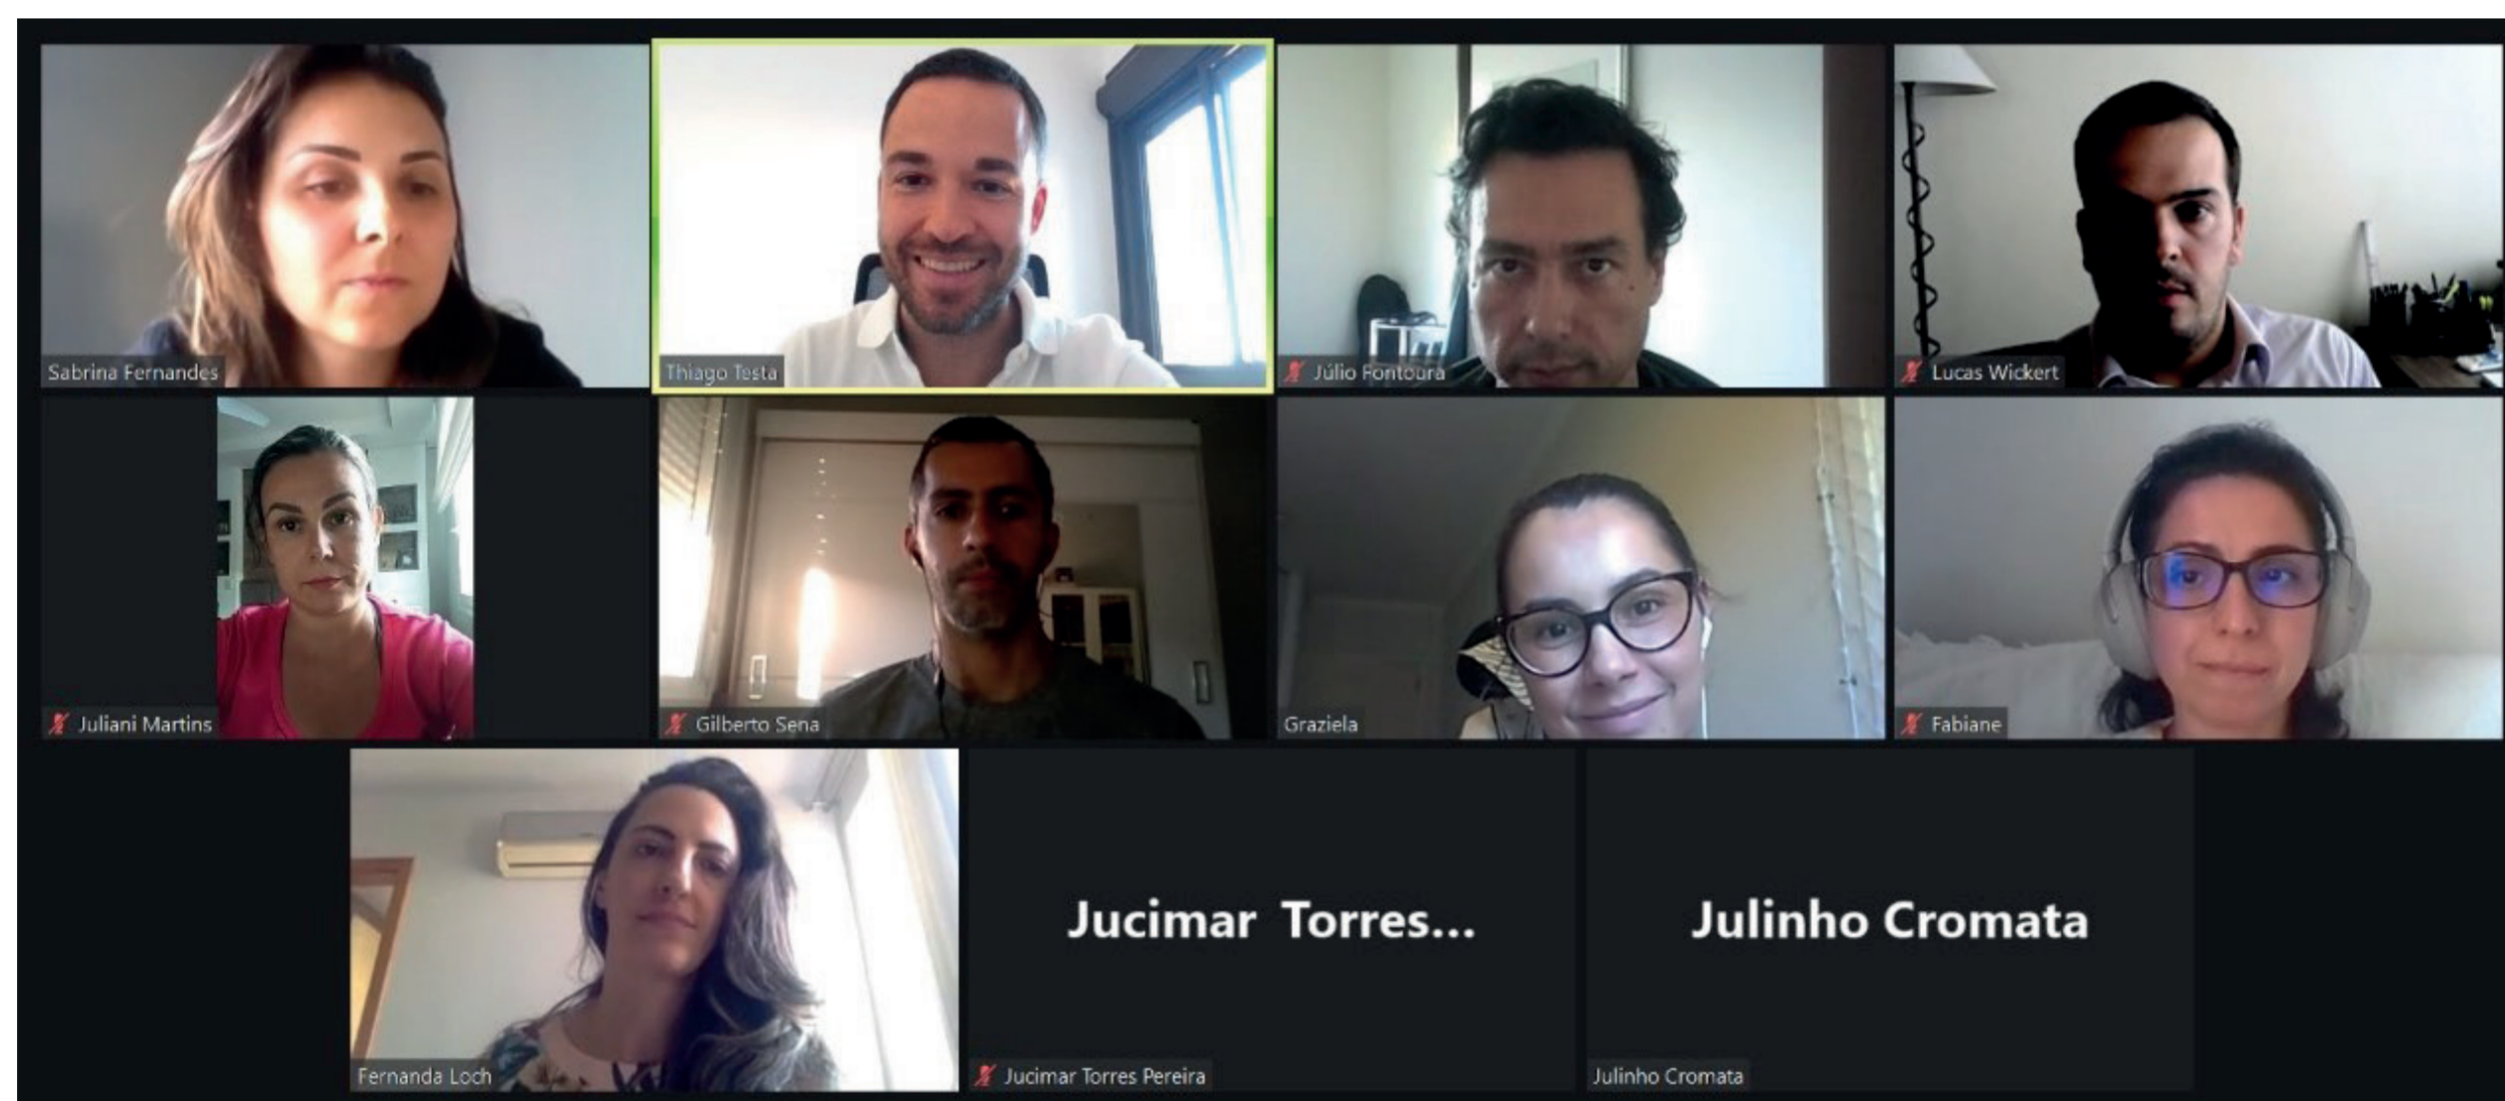 Sabrina Fernandes
Thiago Testa
Júlio Fontoura
Lucas Wickert
Juliani Martins
Gilberto Sena
Graziela
Fabiane
Fernanda Loch
Jucimar Torres...
Jucimar Torres Pereira
Julinho Cromata
Julinho Cromata